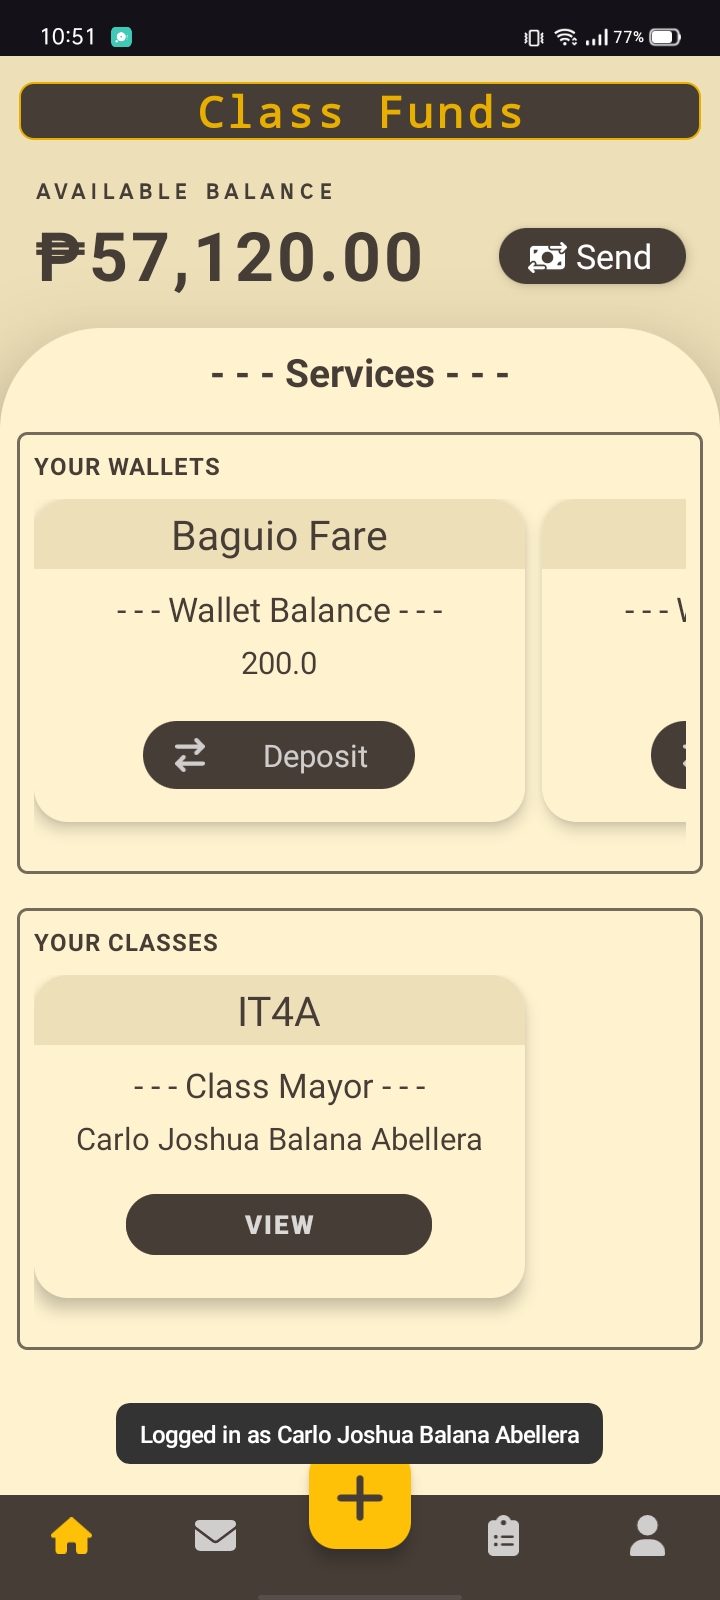 10:51
77%
Class Funds
AVAILABLE BALANCE
₱57,120.00
Send
- - - Services - - -
YOUR WALLETS
Baguio Fare
- - - Wallet Balance - - -
- - -
200.0
Deposit
YOUR CLASSES
IT4A
- - - Class Mayor - - -
Carlo Joshua Balana Abellera
VIEW
Logged in as Carlo Joshua Balana Abellera